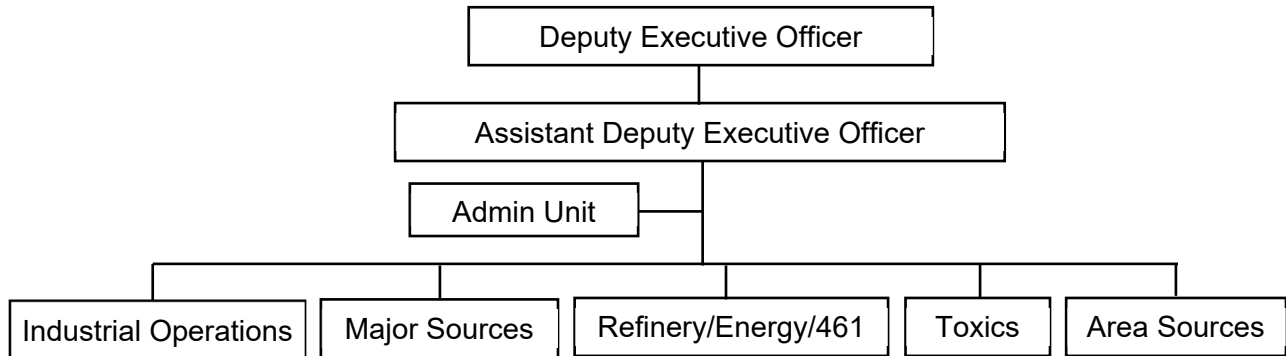 Deputy Executive Officer
Assistant Deputy Executive Officer
Admin Unit
Industrial Operations
Major Sources
Refinery/Energy/461
Toxics
Area Sources